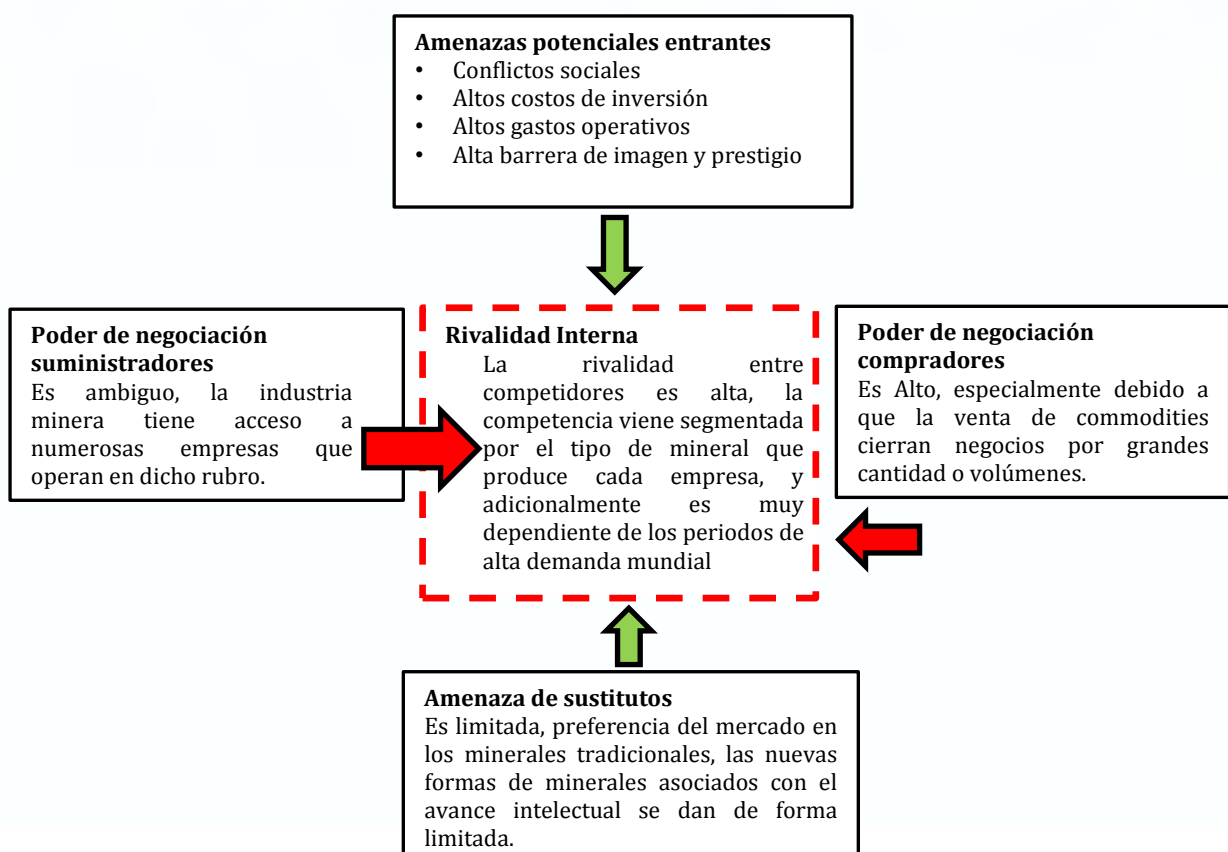 Amenazas potenciales entrantes
• Conflictos sociales
• Altos costos de inversión
• Altos gastos operativos
• Alta barrera de imagen y prestigio
Poder de negociación
suministradores
Es ambiguo, la industria
minera tiene acceso a
numerosas empresas que
operan en dicho rubro.
Rivalidad Interna
La rivalidad entre
competidores es alta, la
competencia viene segmentada
por el tipo de mineral que
produce cada empresa, y
adicionalmente es muy
dependiente de los periodos de
alta demanda mundial
Poder de negociación
compradores
Es Alto, especialmente debido a
que la venta de commodities
cierran negocios por grandes
cantidad o volúmenes.
Amenaza de sustitutos
Es limitada, preferencia del mercado en
los minerales tradicionales, las nuevas
formas de minerales asociados con el
avance intelectual se dan de forma
limitada.